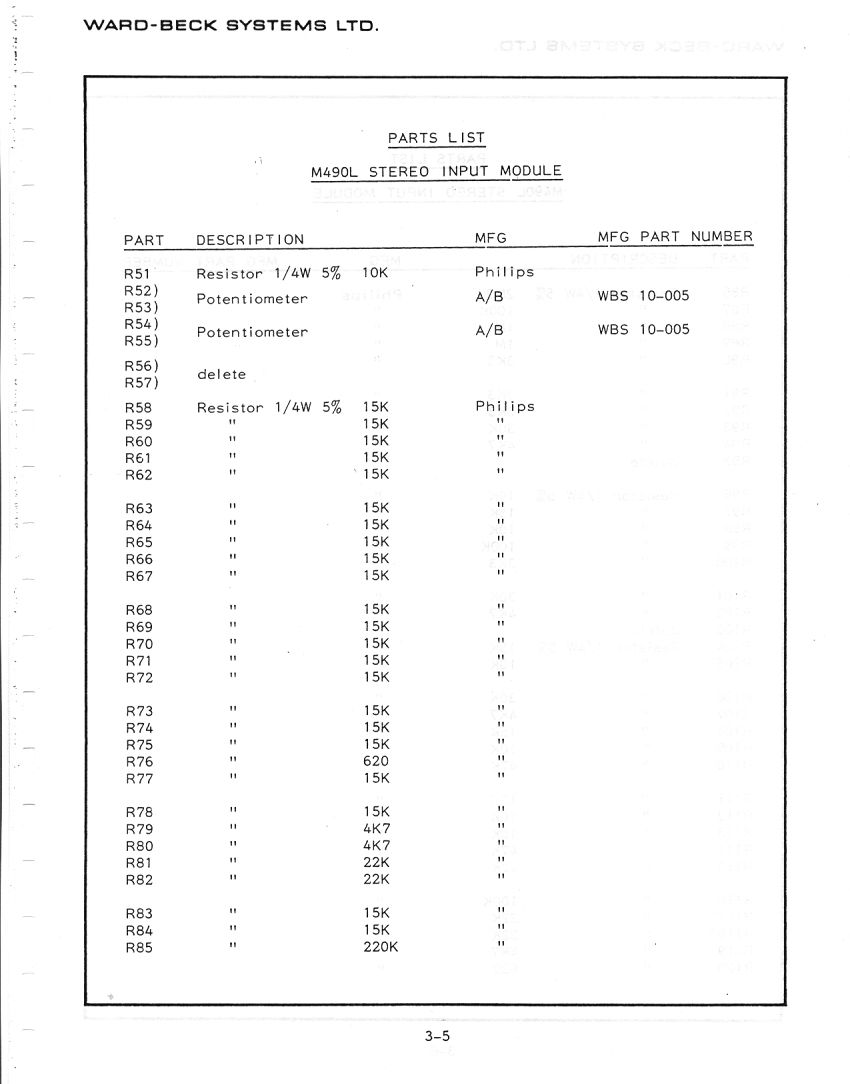 WARD-BECK SYSTEMS LTD.
PARTS LIST
M490L STEREO INPUT MODULE
PART DESCRIPTION MFG MFG PART NUMBER
R51 Resistor 1/4W 5% 10K Philips
R52)
Potentiometer A/B WBS 10-005
R53)
R54)
Potentiometer A/B WBS 10-005
R55)
R56)
delete
R57)
R58 Resistor 1/4W 5% 15K Philips
R59 " 15K "
R60 " 15K "
R61 " 15K "
R62 " 15K "
R63 " 15K "
R64 " 15K "
R65 " 15K "
R66 " 15K "
R67 " 15K "
R68 " 15K "
R69 " 15K "
R70 " 15K "
R71 " 15K "
R72 " 15K "
R73 " 15K "
R74 " 15K "
R75 " 15K "
R76 " 620 "
R77 " 15K "
R78 " 15K "
R79 " 4K7 "
R80 " 4K7 "
R81 " 22K "
R82 " 22K "
R83 " 15K "
R84 " 15K "
R85 " 220K "
3-5